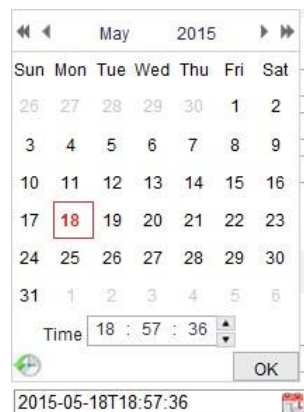 May 2015
Sun Mon Tue Wed Thu Fri Sat
26 27 28 29 30 1 2
3 4 5 6 7 8 9
10 11 12 13 14 15 16
17 18 19 20 21 22 23
24 25 26 27 28 29 30
31 1 2 3 4 5 6
Time 18 : 57 : 36
OK
2015-05-18T18:57:36